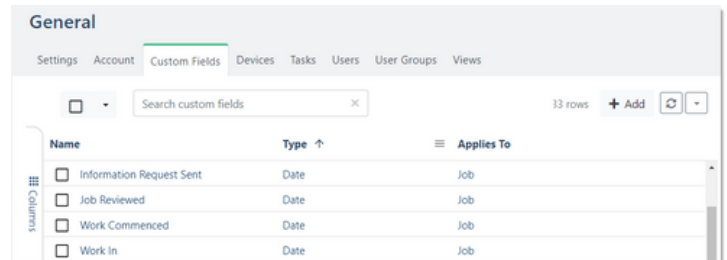 General
Settings Account Custom Fields Devices Tasks Users User Groups Views
Search custom fields 33 rows Add
Name Type Applies To
Columns
Information Request Sent Date Job
Job Reviewed Date Job
Work Commenced Date Job
Work In Date Job